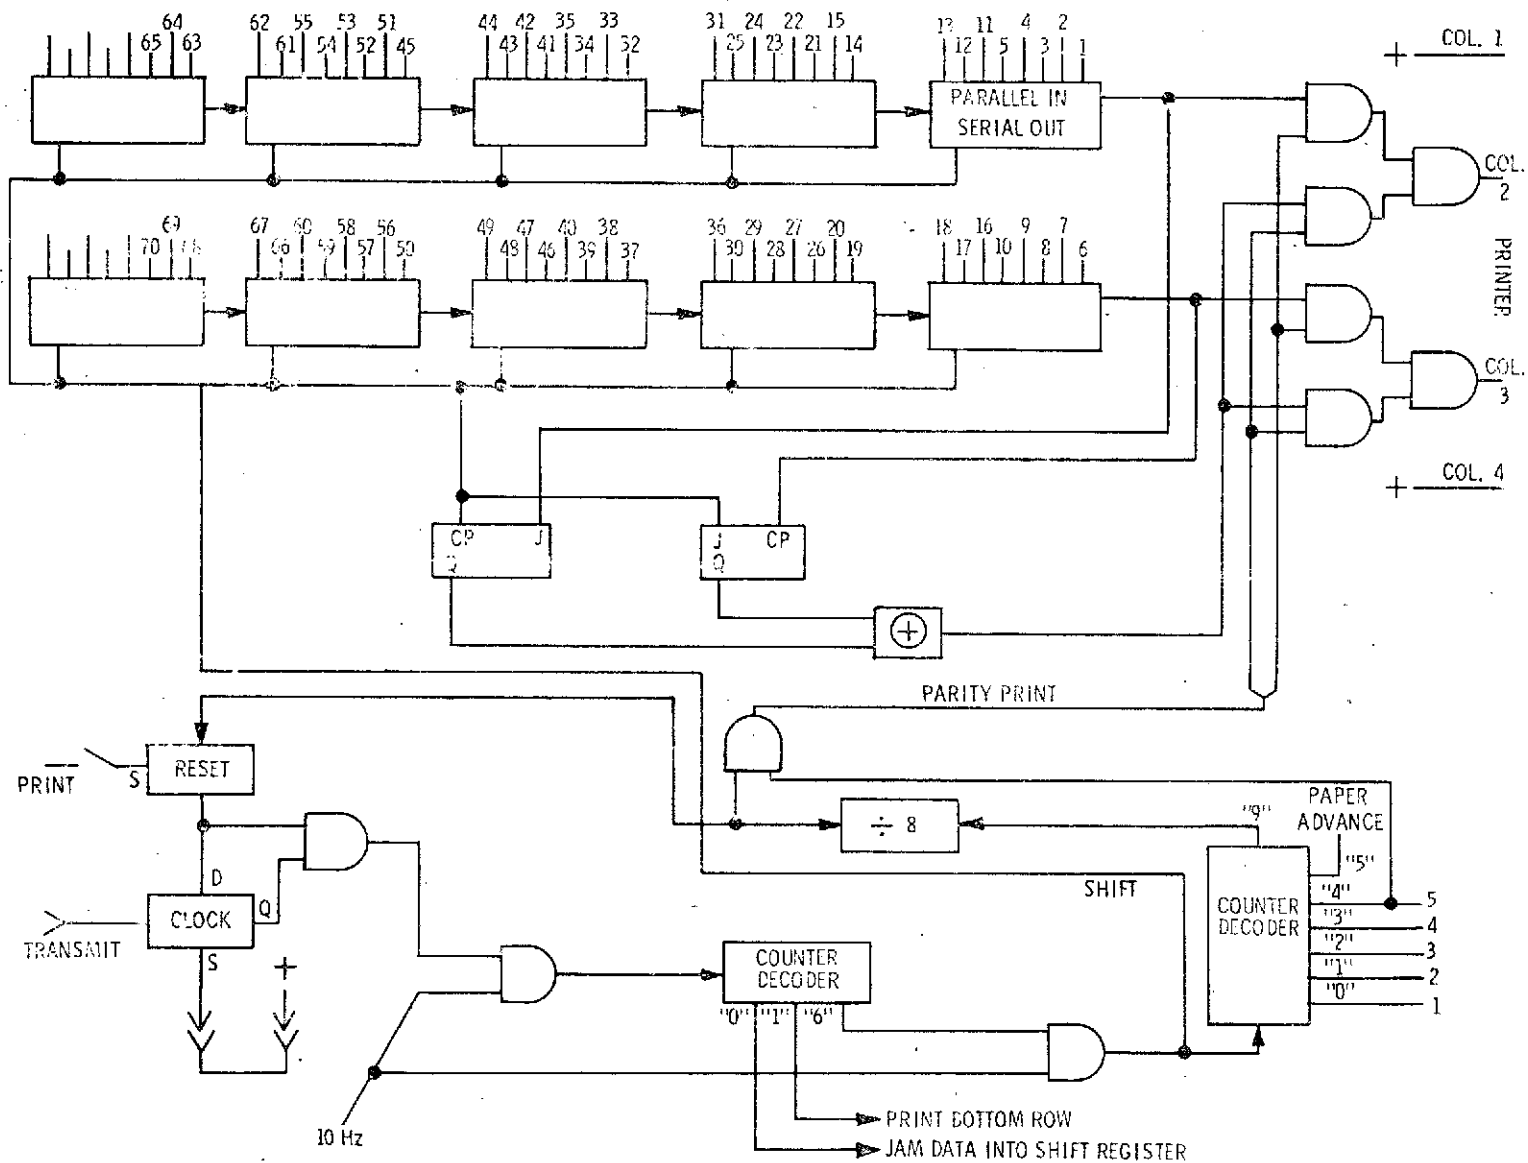 64 62 55 53 51 44 42 35 33 31 24 22 15 13 11 4 2
65 63 61 54 52 45 43 41 34 32 25 23 21 14 12 5 3 1
COL. 1
+
PARALLEL IN
SERIAL OUT
COL.
2
69 67 60 58 56 49 47 40 38 36 29 27 20 18 16 9 7
70 66 59 57 50 48 46 39 37 30 28 26 19 17 10 8 6
PRINTER
COL.
3
COL. 4
+
CP J
Q
J CP
Q
+
PARITY PRINT
RESET
PRINT
S
PAPER
ADVANCE
"9"
÷ 8
"5"
D
SHIFT
"4"
5
CLOCK
Q
COUNTER
DECODER
"3"
4
TRANSMIT
"2"
3
S
+
COUNTER
DECODER
"1"
2
"0"
1
"0" "1" "6"
10 Hz
PRINT BOTTOM ROW
JAM DATA INTO SHIFT REGISTER